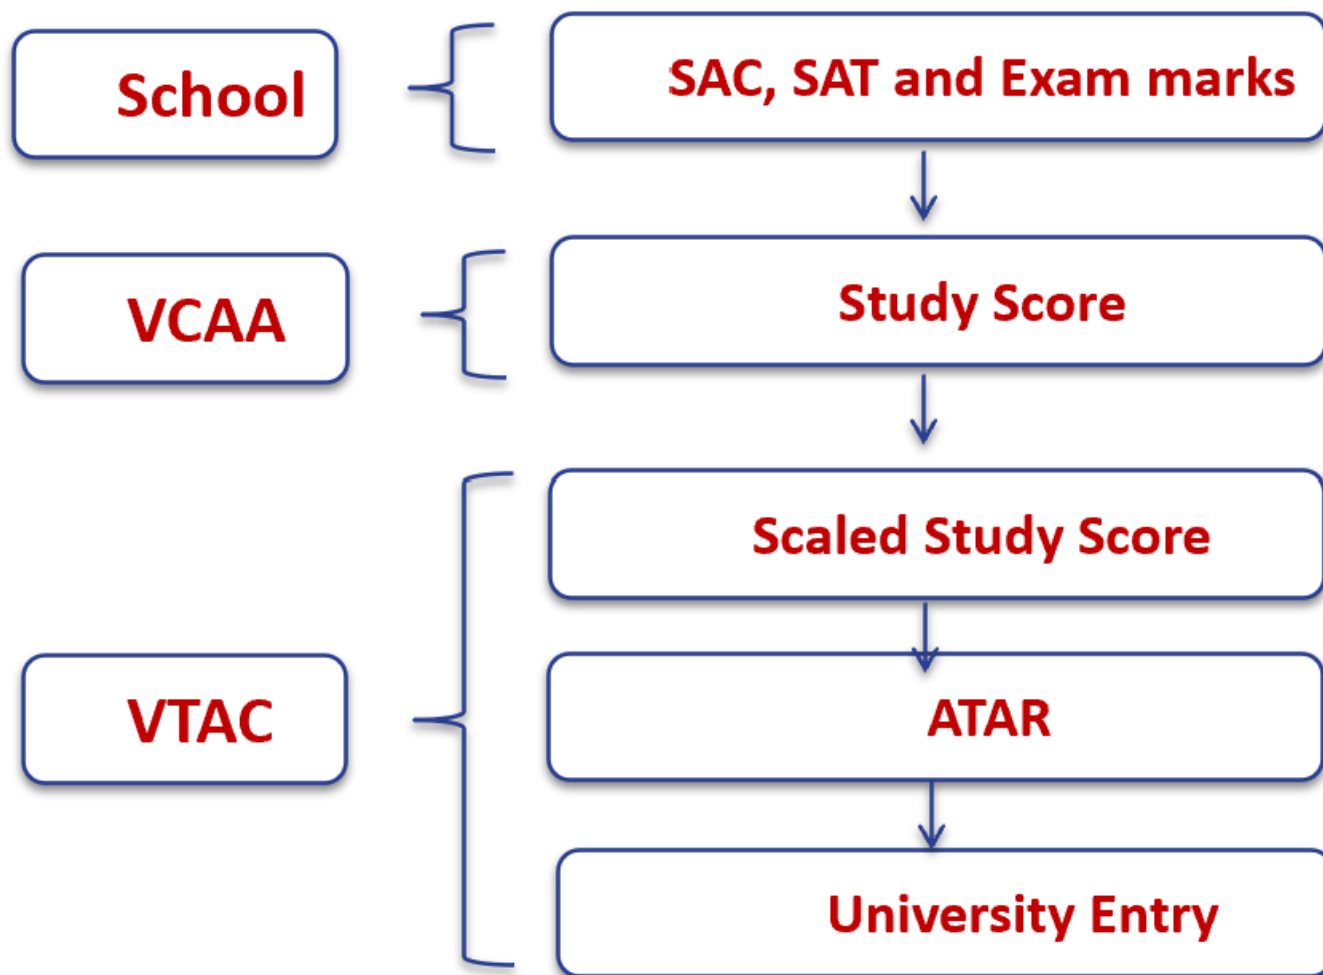 School
SAC, SAT and Exam marks
VCAA
Study Score
Scaled Study Score
VTAC
ATAR
University Entry